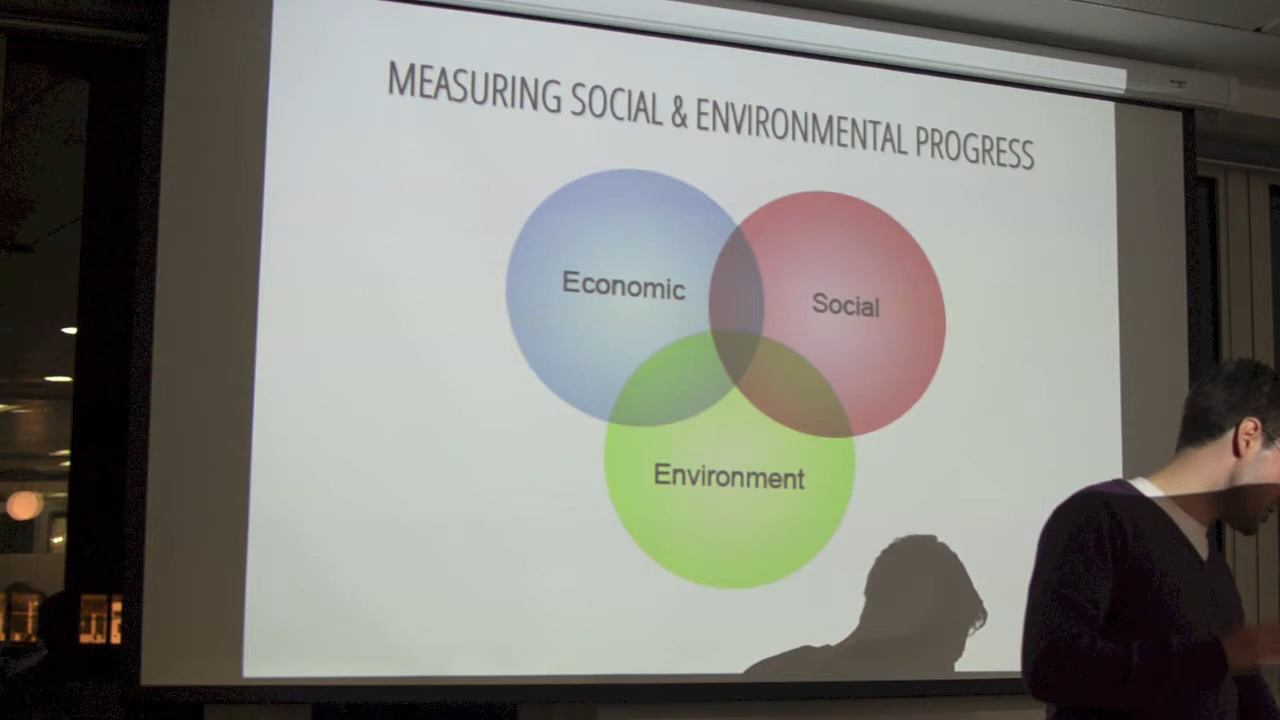 MEASURING SOCIAL & ENVIRONMENTAL PROGRESS
Economic
Social
Environment